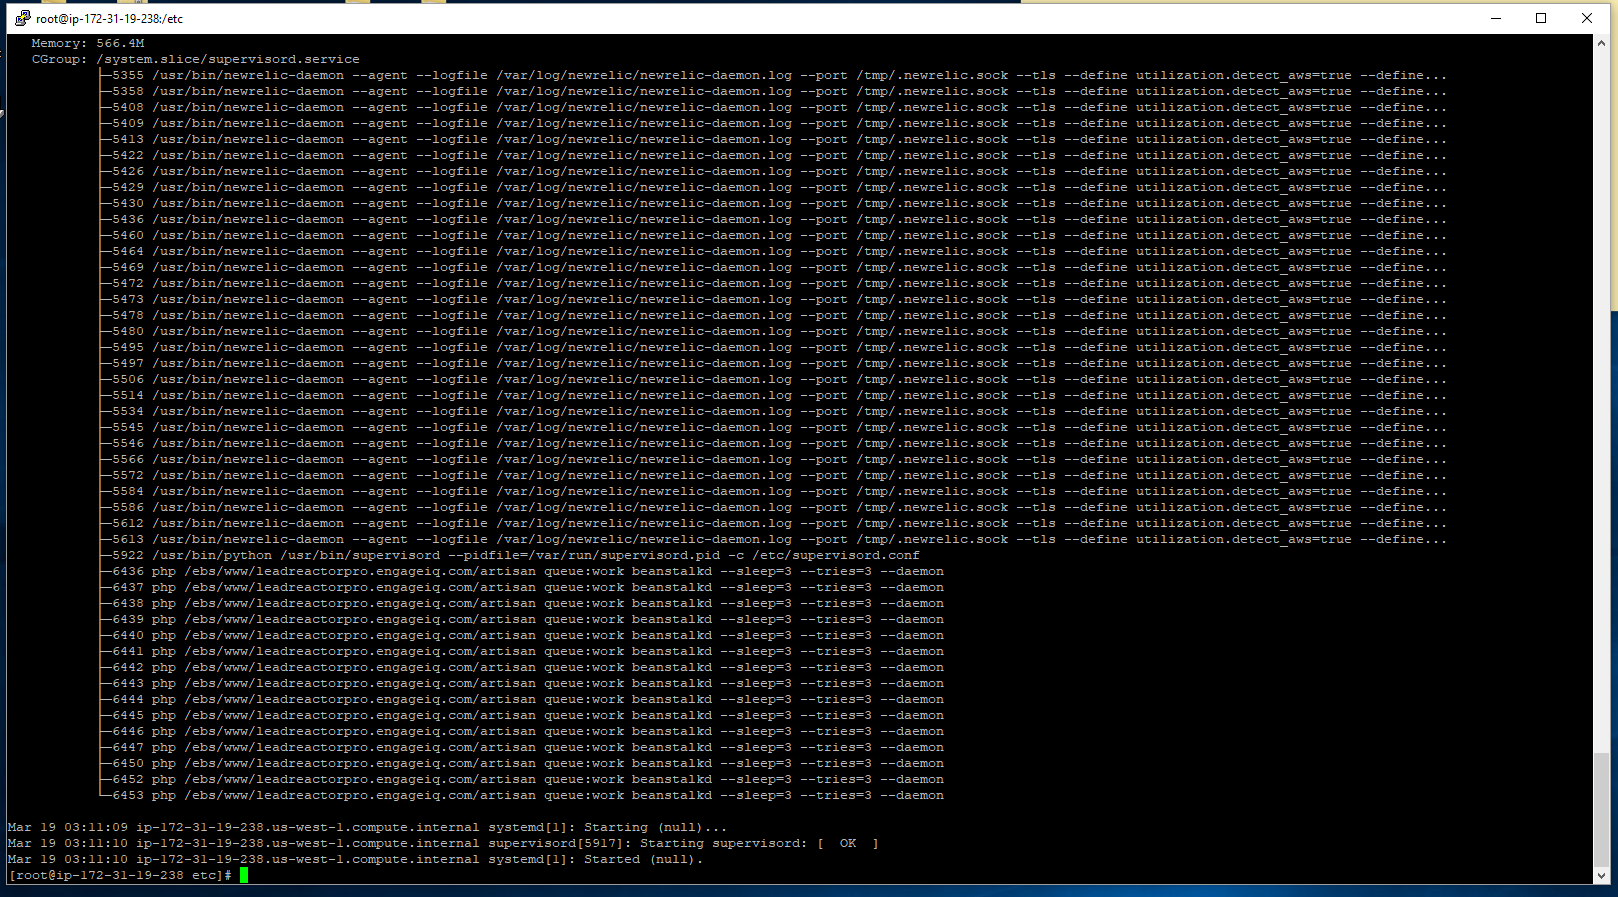 root@ip-172-31-19-238:/etc
Memory: 566.4M
CGroup: /system.slice/supervisord.service
├─5355 /usr/bin/newrelic-daemon --agent --logfile /var/log/newrelic/newrelic-daemon.log --port /tmp/.newrelic.sock --tls --define utilization.detect_aws=true --define...
├─5358 /usr/bin/newrelic-daemon --agent --logfile /var/log/newrelic/newrelic-daemon.log --port /tmp/.newrelic.sock --tls --define utilization.detect_aws=true --define...
├─5408 /usr/bin/newrelic-daemon --agent --logfile /var/log/newrelic/newrelic-daemon.log --port /tmp/.newrelic.sock --tls --define utilization.detect_aws=true --define...
├─5409 /usr/bin/newrelic-daemon --agent --logfile /var/log/newrelic/newrelic-daemon.log --port /tmp/.newrelic.sock --tls --define utilization.detect_aws=true --define...
├─5413 /usr/bin/newrelic-daemon --agent --logfile /var/log/newrelic/newrelic-daemon.log --port /tmp/.newrelic.sock --tls --define utilization.detect_aws=true --define...
├─5422 /usr/bin/newrelic-daemon --agent --logfile /var/log/newrelic/newrelic-daemon.log --port /tmp/.newrelic.sock --tls --define utilization.detect_aws=true --define...
├─5426 /usr/bin/newrelic-daemon --agent --logfile /var/log/newrelic/newrelic-daemon.log --port /tmp/.newrelic.sock --tls --define utilization.detect_aws=true --define...
├─5429 /usr/bin/newrelic-daemon --agent --logfile /var/log/newrelic/newrelic-daemon.log --port /tmp/.newrelic.sock --tls --define utilization.detect_aws=true --define...
├─5430 /usr/bin/newrelic-daemon --agent --logfile /var/log/newrelic/newrelic-daemon.log --port /tmp/.newrelic.sock --tls --define utilization.detect_aws=true --define...
├─5436 /usr/bin/newrelic-daemon --agent --logfile /var/log/newrelic/newrelic-daemon.log --port /tmp/.newrelic.sock --tls --define utilization.detect_aws=true --define...
├─5460 /usr/bin/newrelic-daemon --agent --logfile /var/log/newrelic/newrelic-daemon.log --port /tmp/.newrelic.sock --tls --define utilization.detect_aws=true --define...
├─5464 /usr/bin/newrelic-daemon --agent --logfile /var/log/newrelic/newrelic-daemon.log --port /tmp/.newrelic.sock --tls --define utilization.detect_aws=true --define...
├─5469 /usr/bin/newrelic-daemon --agent --logfile /var/log/newrelic/newrelic-daemon.log --port /tmp/.newrelic.sock --tls --define utilization.detect_aws=true --define...
├─5472 /usr/bin/newrelic-daemon --agent --logfile /var/log/newrelic/newrelic-daemon.log --port /tmp/.newrelic.sock --tls --define utilization.detect_aws=true --define...
├─5473 /usr/bin/newrelic-daemon --agent --logfile /var/log/newrelic/newrelic-daemon.log --port /tmp/.newrelic.sock --tls --define utilization.detect_aws=true --define...
├─5478 /usr/bin/newrelic-daemon --agent --logfile /var/log/newrelic/newrelic-daemon.log --port /tmp/.newrelic.sock --tls --define utilization.detect_aws=true --define...
├─5480 /usr/bin/newrelic-daemon --agent --logfile /var/log/newrelic/newrelic-daemon.log --port /tmp/.newrelic.sock --tls --define utilization.detect_aws=true --define...
├─5495 /usr/bin/newrelic-daemon --agent --logfile /var/log/newrelic/newrelic-daemon.log --port /tmp/.newrelic.sock --tls --define utilization.detect_aws=true --define...
├─5497 /usr/bin/newrelic-daemon --agent --logfile /var/log/newrelic/newrelic-daemon.log --port /tmp/.newrelic.sock --tls --define utilization.detect_aws=true --define...
├─5506 /usr/bin/newrelic-daemon --agent --logfile /var/log/newrelic/newrelic-daemon.log --port /tmp/.newrelic.sock --tls --define utilization.detect_aws=true --define...
├─5514 /usr/bin/newrelic-daemon --agent --logfile /var/log/newrelic/newrelic-daemon.log --port /tmp/.newrelic.sock --tls --define utilization.detect_aws=true --define...
├─5534 /usr/bin/newrelic-daemon --agent --logfile /var/log/newrelic/newrelic-daemon.log --port /tmp/.newrelic.sock --tls --define utilization.detect_aws=true --define...
├─5545 /usr/bin/newrelic-daemon --agent --logfile /var/log/newrelic/newrelic-daemon.log --port /tmp/.newrelic.sock --tls --define utilization.detect_aws=true --define...
├─5546 /usr/bin/newrelic-daemon --agent --logfile /var/log/newrelic/newrelic-daemon.log --port /tmp/.newrelic.sock --tls --define utilization.detect_aws=true --define...
├─5566 /usr/bin/newrelic-daemon --agent --logfile /var/log/newrelic/newrelic-daemon.log --port /tmp/.newrelic.sock --tls --define utilization.detect_aws=true --define...
├─5572 /usr/bin/newrelic-daemon --agent --logfile /var/log/newrelic/newrelic-daemon.log --port /tmp/.newrelic.sock --tls --define utilization.detect_aws=true --define...
├─5584 /usr/bin/newrelic-daemon --agent --logfile /var/log/newrelic/newrelic-daemon.log --port /tmp/.newrelic.sock --tls --define utilization.detect_aws=true --define...
├─5586 /usr/bin/newrelic-daemon --agent --logfile /var/log/newrelic/newrelic-daemon.log --port /tmp/.newrelic.sock --tls --define utilization.detect_aws=true --define...
├─5612 /usr/bin/newrelic-daemon --agent --logfile /var/log/newrelic/newrelic-daemon.log --port /tmp/.newrelic.sock --tls --define utilization.detect_aws=true --define...
├─5613 /usr/bin/newrelic-daemon --agent --logfile /var/log/newrelic/newrelic-daemon.log --port /tmp/.newrelic.sock --tls --define utilization.detect_aws=true --define...
├─5922 /usr/bin/python /usr/bin/supervisord --pidfile=/var/run/supervisord.pid -c /etc/supervisord.conf
├─6436 php /ebs/www/leadreactorpro.engageiq.com/artisan queue:work beanstalkd --sleep=3 --tries=3 --daemon
├─6437 php /ebs/www/leadreactorpro.engageiq.com/artisan queue:work beanstalkd --sleep=3 --tries=3 --daemon
├─6438 php /ebs/www/leadreactorpro.engageiq.com/artisan queue:work beanstalkd --sleep=3 --tries=3 --daemon
├─6439 php /ebs/www/leadreactorpro.engageiq.com/artisan queue:work beanstalkd --sleep=3 --tries=3 --daemon
├─6440 php /ebs/www/leadreactorpro.engageiq.com/artisan queue:work beanstalkd --sleep=3 --tries=3 --daemon
├─6441 php /ebs/www/leadreactorpro.engageiq.com/artisan queue:work beanstalkd --sleep=3 --tries=3 --daemon
├─6442 php /ebs/www/leadreactorpro.engageiq.com/artisan queue:work beanstalkd --sleep=3 --tries=3 --daemon
├─6443 php /ebs/www/leadreactorpro.engageiq.com/artisan queue:work beanstalkd --sleep=3 --tries=3 --daemon
├─6444 php /ebs/www/leadreactorpro.engageiq.com/artisan queue:work beanstalkd --sleep=3 --tries=3 --daemon
├─6445 php /ebs/www/leadreactorpro.engageiq.com/artisan queue:work beanstalkd --sleep=3 --tries=3 --daemon
├─6446 php /ebs/www/leadreactorpro.engageiq.com/artisan queue:work beanstalkd --sleep=3 --tries=3 --daemon
├─6447 php /ebs/www/leadreactorpro.engageiq.com/artisan queue:work beanstalkd --sleep=3 --tries=3 --daemon
├─6450 php /ebs/www/leadreactorpro.engageiq.com/artisan queue:work beanstalkd --sleep=3 --tries=3 --daemon
├─6452 php /ebs/www/leadreactorpro.engageiq.com/artisan queue:work beanstalkd --sleep=3 --tries=3 --daemon
└─6453 php /ebs/www/leadreactorpro.engageiq.com/artisan queue:work beanstalkd --sleep=3 --tries=3 --daemon
Mar 19 03:11:09 ip-172-31-19-238.us-west-1.compute.internal systemd[1]: Starting (null)...
Mar 19 03:11:10 ip-172-31-19-238.us-west-1.compute.internal supervisord[5917]: Starting supervisord: [  OK  ]
Mar 19 03:11:10 ip-172-31-19-238.us-west-1.compute.internal systemd[1]: Started (null).
[root@ip-172-31-19-238 etc]#